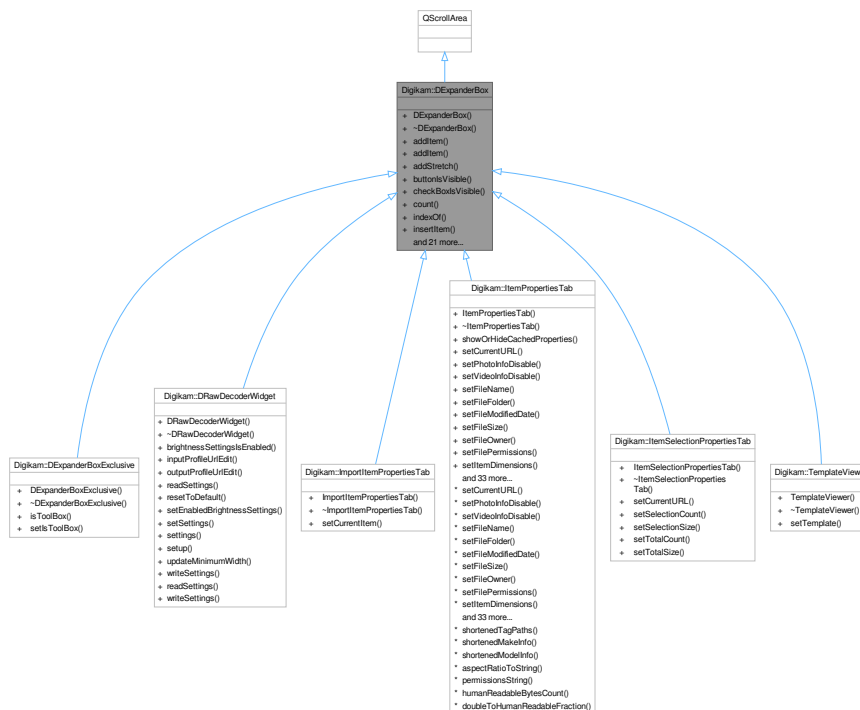 QScrollArea
Digikam::DExpanderBox
+ DExpanderBox()
+ ~DExpanderBox()
+ addItem()
+ addItem()
+ addStretch()
+ buttonIsVisible()
+ checkBoxIsVisible()
+ count()
+ indexOf()
+ insertItem()
and 21 more...
Digikam::DExpanderBoxExclusive
+ DExpanderBoxExclusive()
+ ~DExpanderBoxExclusive()
+ isToolBox()
+ setIsToolBox()
Digikam::DRawDecoderWidget
+ DRawDecoderWidget()
+ ~DRawDecoderWidget()
+ brightnessSettingsIsEnabled()
+ inputProfileUrlEdit()
+ outputProfileUrlEdit()
+ readSettings()
+ resetToDefault()
+ setEnabledBrightnessSettings()
+ setSettings()
+ settings()
+ setup()
+ updateMinimumWidth()
+ writeSettings()
+ readSettings()
+ writeSettings()
Digikam::ImportItemPropertiesTab
+ ImportItemPropertiesTab()
+ ~ImportItemPropertiesTab()
+ setCurrentItem()
Digikam::ItemPropertiesTab
+ ItemPropertiesTab()
+ ~ItemPropertiesTab()
+ showOrHideCachedProperties()
+ setCurrentURL()
+ setPhotoInfoDisable()
+ setVideoInfoDisable()
+ setFileName()
+ setFileFolder()
+ setFileModifiedDate()
+ setFileSize()
+ setFileOwner()
+ setFilePermissions()
+ setItemDimensions()
and 33 more...
* setCurrentURL()
* setPhotoInfoDisable()
* setVideoInfoDisable()
* setFileName()
* setFileFolder()
* setFileModifiedDate()
* setFileSize()
* setFileOwner()
* setFilePermissions()
* setItemDimensions()
and 33 more...
* shortenedTagPaths()
* shortenedMakeInfo()
* shortenedModelInfo()
* aspectRatioToString()
* permissionsString()
* humanReadableBytesCount()
* doubleToHumanReadableFraction()
Digikam::ItemSelectionPropertiesTab
+ ItemSelectionPropertiesTab()
+ ~ItemSelectionProperties
Tab()
+ setCurrentURL()
+ setSelectionCount()
+ setSelectionSize()
+ setTotalCount()
+ setTotalSize()
Digikam::TemplateViewer
+ TemplateViewer()
+ ~TemplateViewer()
+ setTemplate()